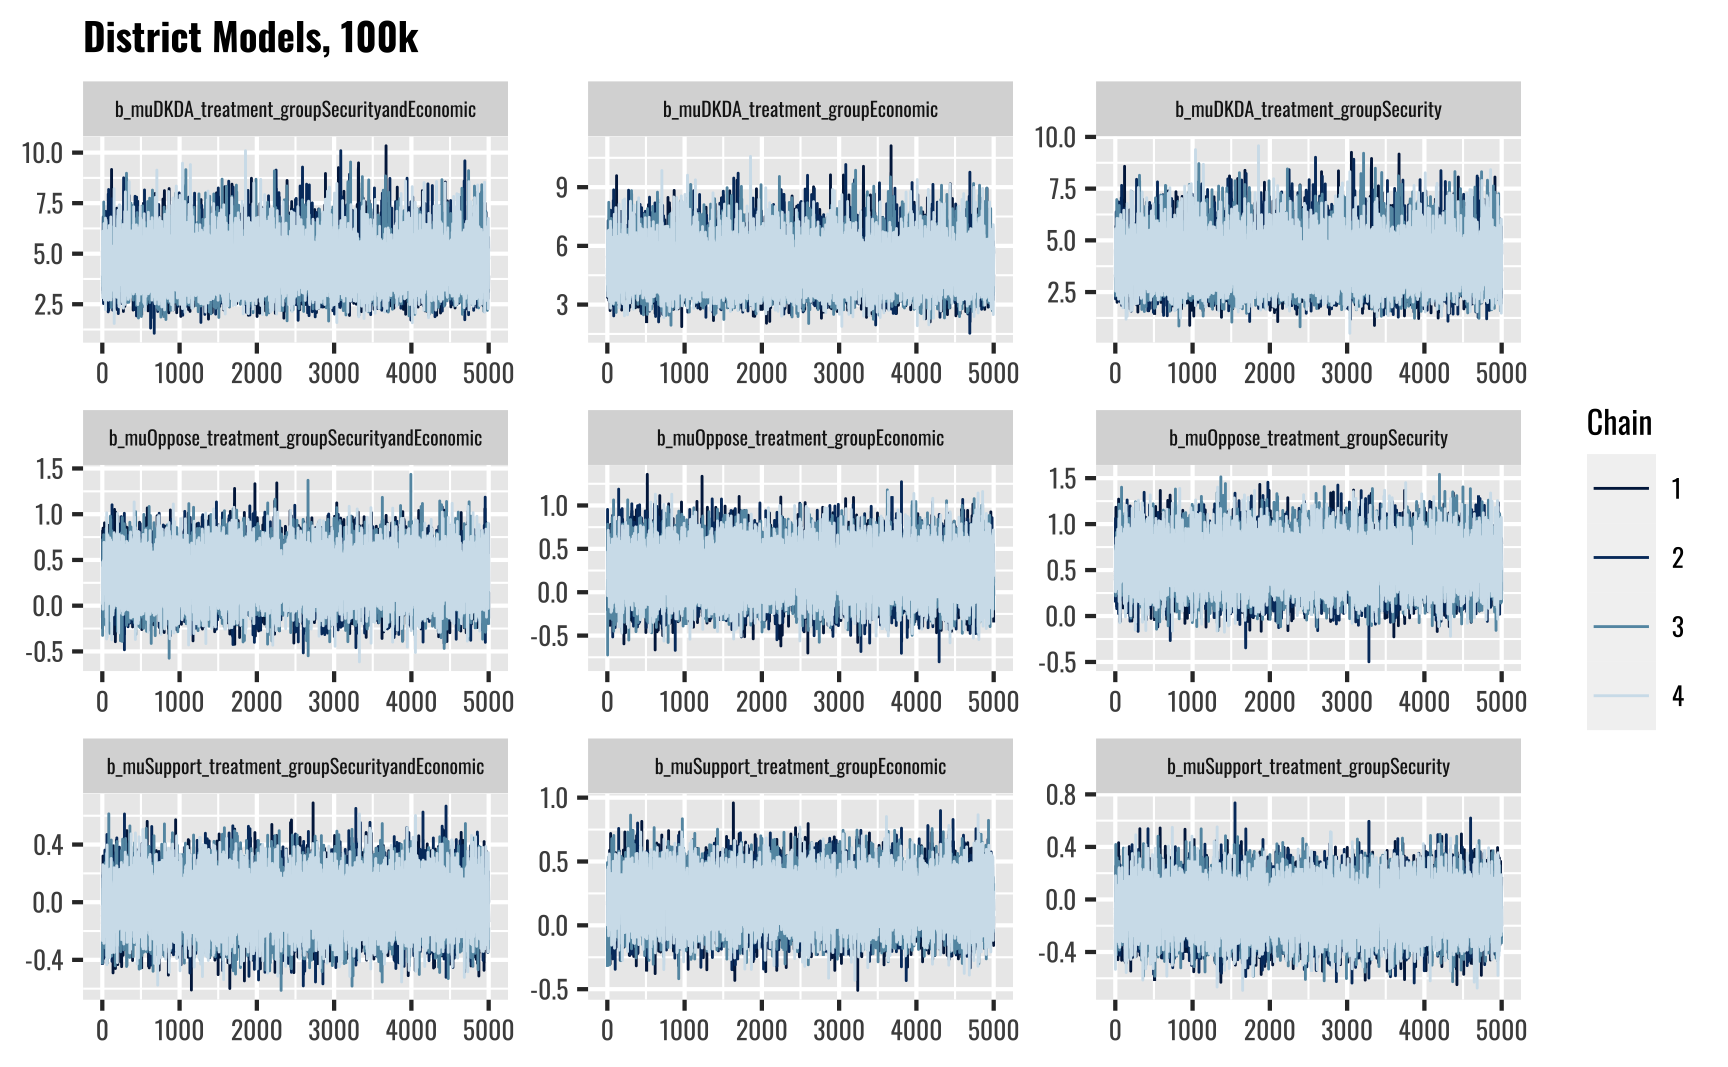 District Models, 100k
b_muDKDA_treatment_groupSecurityandEconomic
b_muDKDA_treatment_groupEconomic
b_muDKDA_treatment_groupSecurity
10.0
7.5
5.0
2.5
0 1000 2000 3000 4000 5000
9
6
3
0 1000 2000 3000 4000 5000
10.0
7.5
5.0
2.5
0 1000 2000 3000 4000 5000
b_muOppose_treatment_groupSecurityandEconomic
b_muOppose_treatment_groupEconomic
b_muOppose_treatment_groupSecurity
1.5
1.0
0.5
0.0
-0.5
0 1000 2000 3000 4000 5000
1.0
0.5
0.0
-0.5
0 1000 2000 3000 4000 5000
1.5
1.0
0.5
0.0
-0.5
0 1000 2000 3000 4000 5000
b_muSupport_treatment_groupSecurityandEconomic
b_muSupport_treatment_groupEconomic
b_muSupport_treatment_groupSecurity
0.4
0.0
-0.4
0 1000 2000 3000 4000 5000
1.0
0.5
0.0
-0.5
0 1000 2000 3000 4000 5000
0.8
0.4
0.0
-0.4
0 1000 2000 3000 4000 5000
Chain
1
2
3
4